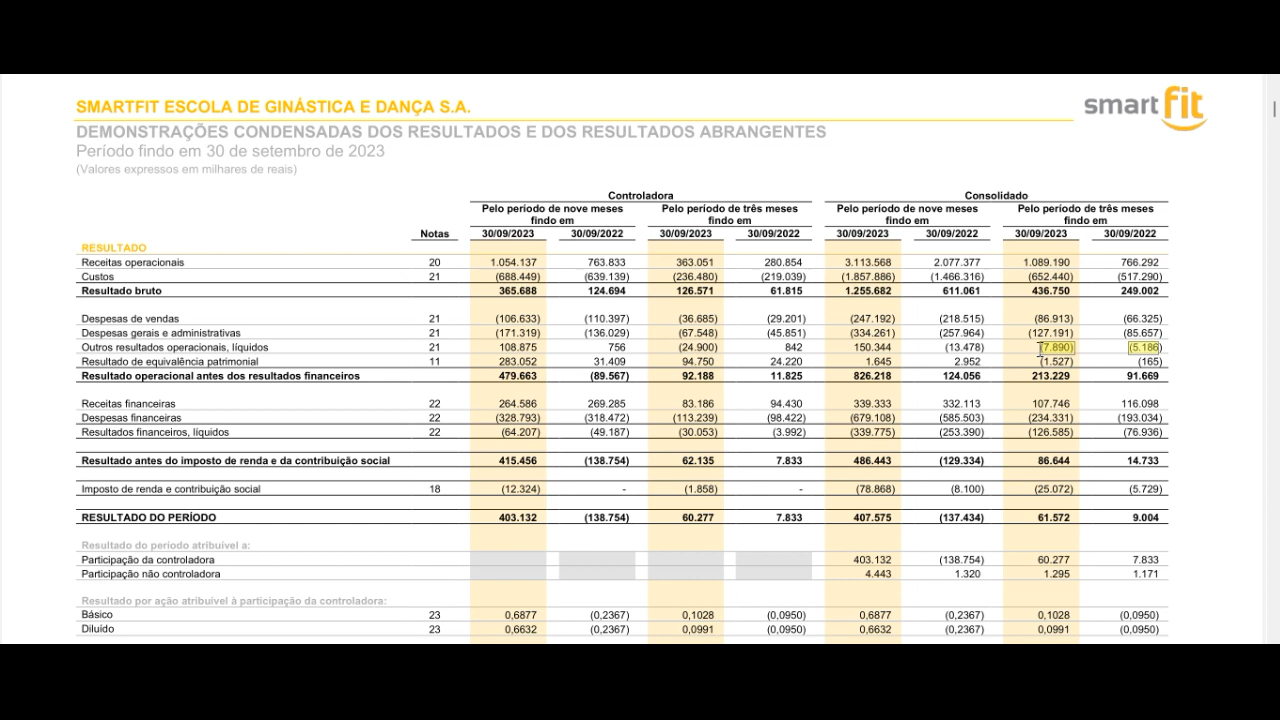 SMARTFIT ESCOLA DE GINÁSTICA E DANÇA S.A.
smartfit
DEMONSTRAÇÕES CONDENSADAS DOS RESULTADOS E DOS RESULTADOS ABRANGENTES
Período findo em 30 de setembro de 2023
(Valores expressos em milhares de reais)
Controladora Consolidado
Pelo período de nove meses findo em Pelo período de três meses findo em Pelo período de nove meses findo em Pelo período de três meses findo em
Notas 30/09/2023 30/09/2022 30/09/2023 30/09/2022 30/09/2023 30/09/2022 30/09/2023 30/09/2022
RESULTADO
Receitas operacionais 20 1.054.137 763.833 363.051 280.854 3.113.568 2.077.377 1.089.190 766.292
Custos 21 (688.449) (639.139) (236.480) (219.039) (1.857.886) (1.466.316) (652.440) (517.290)
Resultado bruto 365.688 124.694 126.571 61.815 1.255.682 611.061 436.750 249.002
Despesas de vendas 21 (106.633) (110.397) (36.685) (29.201) (247.192) (218.515) (86.913) (66.325)
Despesas gerais e administrativas 21 (171.319) (136.029) (67.548) (45.851) (334.261) (257.964) (127.191) (85.657)
Outros resultados operacionais, líquidos 21 108.875 756 (24.900) 842 150.344 (13.478) (7.890) (5.186)
Resultado de equivalência patrimonial 11 283.052 31.409 94.750 24.220 1.645 2.952 (1.527) (165)
Resultado operacional antes dos resultados financeiros 479.663 (89.567) 92.188 11.825 826.218 124.056 213.229 91.669
Receitas financeiras 22 264.586 269.285 83.186 94.430 339.333 332.113 107.746 116.098
Despesas financeiras 22 (328.793) (318.472) (113.239) (98.422) (679.108) (585.503) (234.331) (193.034)
Resultados financeiros, líquidos 22 (64.207) (49.187) (30.053) (3.992) (339.775) (253.390) (126.585) (76.936)
Resultado antes do imposto de renda e da contribuição social 415.456 (138.754) 62.135 7.833 486.443 (129.334) 86.644 14.733
Imposto de renda e contribuição social 18 (12.324) - (1.858) - (78.868) (8.100) (25.072) (5.729)
RESULTADO DO PERÍODO 403.132 (138.754) 60.277 7.833 407.575 (137.434) 61.572 9.004
Resultado do período atribuível a:
Participação da controladora 403.132 (138.754) 60.277 7.833
Participação não controladora 4.443 1.320 1.295 1.171
Resultado por ação atribuível à participação da controladora:
Básico 23 0,6877 (0,2367) 0,1028 (0,0950) 0,6877 (0,2367) 0,1028 (0,0950)
Diluído 23 0,6632 (0,2367) 0,0991 (0,0950) 0,6632 (0,2367) 0,0991 (0,0950)